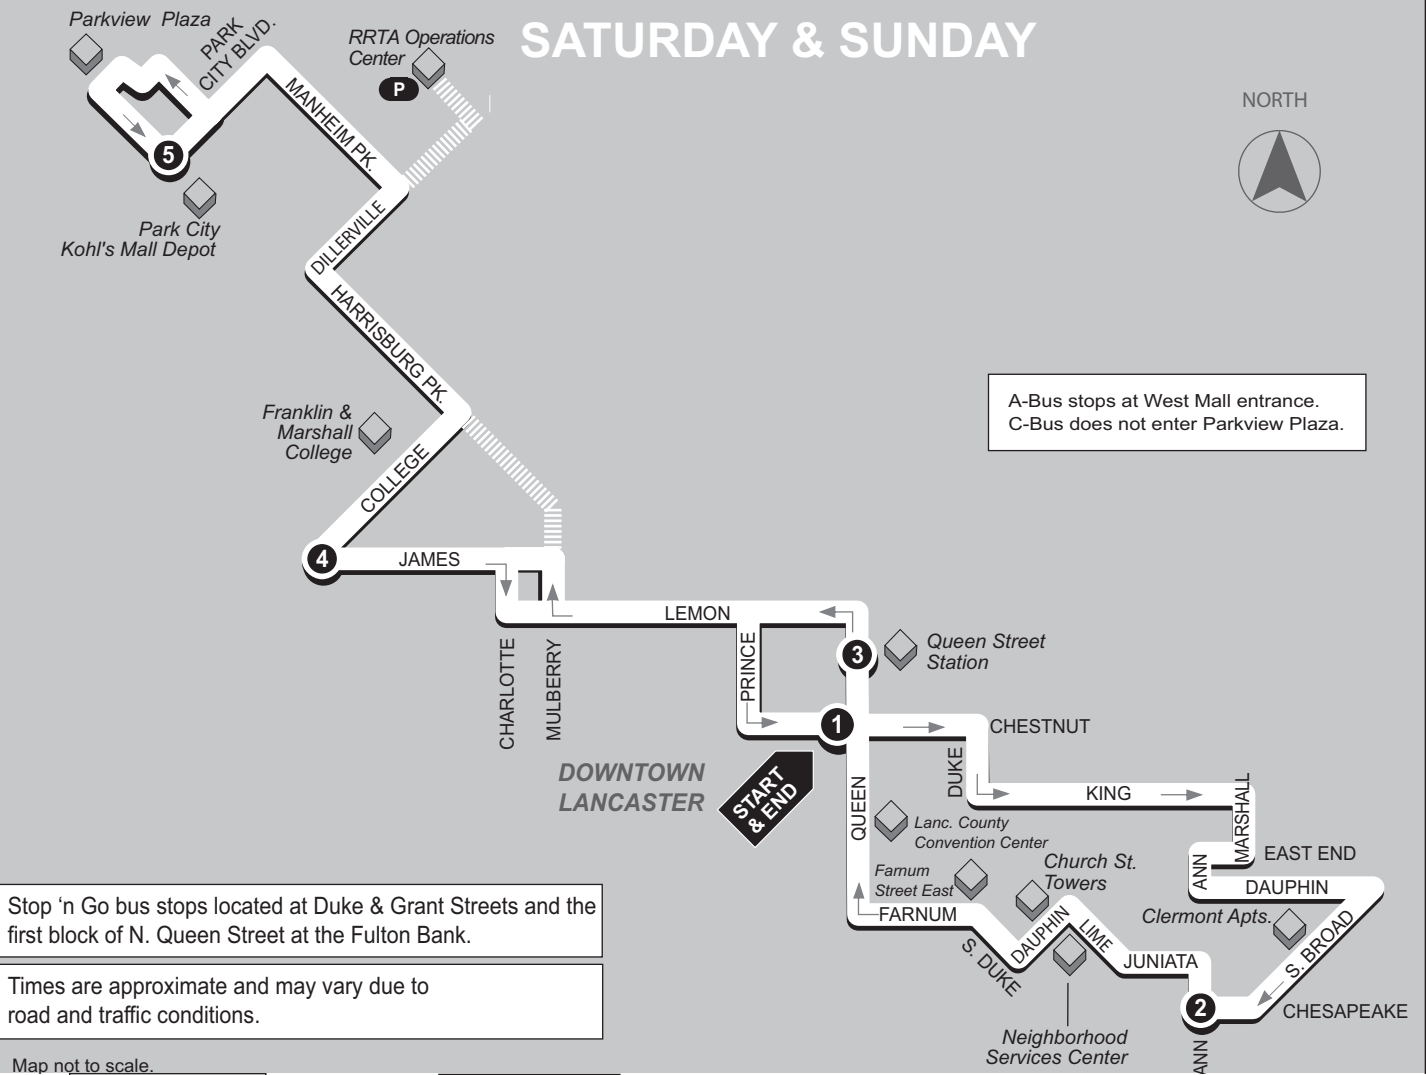 SATURDAY & SUNDAY
Parkview Plaza
PARK
CITY BLVD.
RRTA Operations
Center
P
MANHEIM PK.
NORTH
5
Park City
Kohl's Mall Depot
DILLERVILLE
HARRISBURG PK.
A-Bus stops at West Mall entrance.
C-Bus does not enter Parkview Plaza.
Franklin &
Marshall
College
COLLEGE
4
JAMES
LEMON
CHARLOTTE
MULBERRY
PRINCE
3
Queen Street
Station
1
CHESTNUT
DOWNTOWN
LANCASTER
START
& END
QUEEN
DUKE
KING
MARSHALL
Lanc. County
Convention Center
EAST END
ANN
DAUPHIN
Farnum
Street East
Church St.
Towers
Clermont Apts.
FARNUM
S. DUKE
DAUPHIN
LIME
JUNIATA
S. BROAD
2
CHESAPEAKE
ANN
Neighborhood
Services Center
Stop ‘n Go bus stops located at Duke & Grant Streets and the
first block of N. Queen Street at the Fulton Bank.
Times are approximate and may vary due to
road and traffic conditions.
Map not to scale.